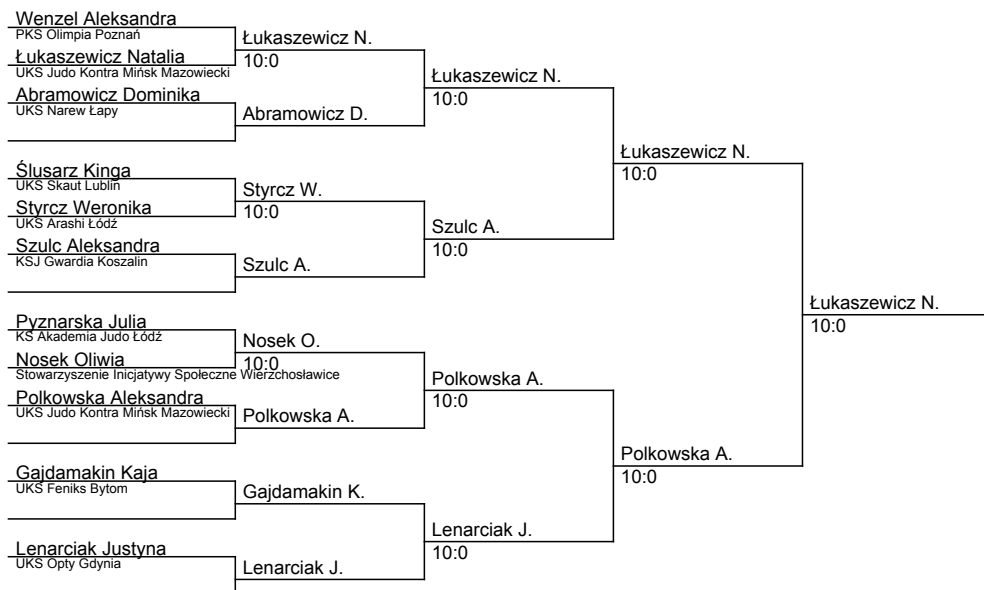 Wenzel Aleksandra
PKS Olimpia Poznań
Łukaszewicz Natalia
UKS Judo Kontra Mińsk Mazowiecki
Abramowicz Dominika
UKS Narew Łapy
Ślusarz Kinga
UKS Skaut Lublin
Styrcz Weronika
UKS Arashi Łódź
Szulc Aleksandra
KSJ Gwardia Koszalin
Pyznarska Julia
KS Akademia Judo Łódź
Nosek Oliwia
Stowarzyszenie Inicjatywy Społeczne Wierzchosławice
Polkowska Aleksandra
UKS Judo Kontra Mińsk Mazowiecki
Gajdamakin Kaja
UKS Feniks Bytom
Lenarciak Justyna
UKS Opty Gdynia
Łukaszewicz N.
10:0
Abramowicz D.
Styrcz W.
10:0
Szulc A.
Nosek O.
10:0
Polkowska A.
Gajdamakin K.
Lenarciak J.
Łukaszewicz N.
10:0
Szulc A.
10:0
Polkowska A.
10:0
Lenarciak J.
10:0
Łukaszewicz N.
10:0
Polkowska A.
10:0
Łukaszewicz N.
10:0